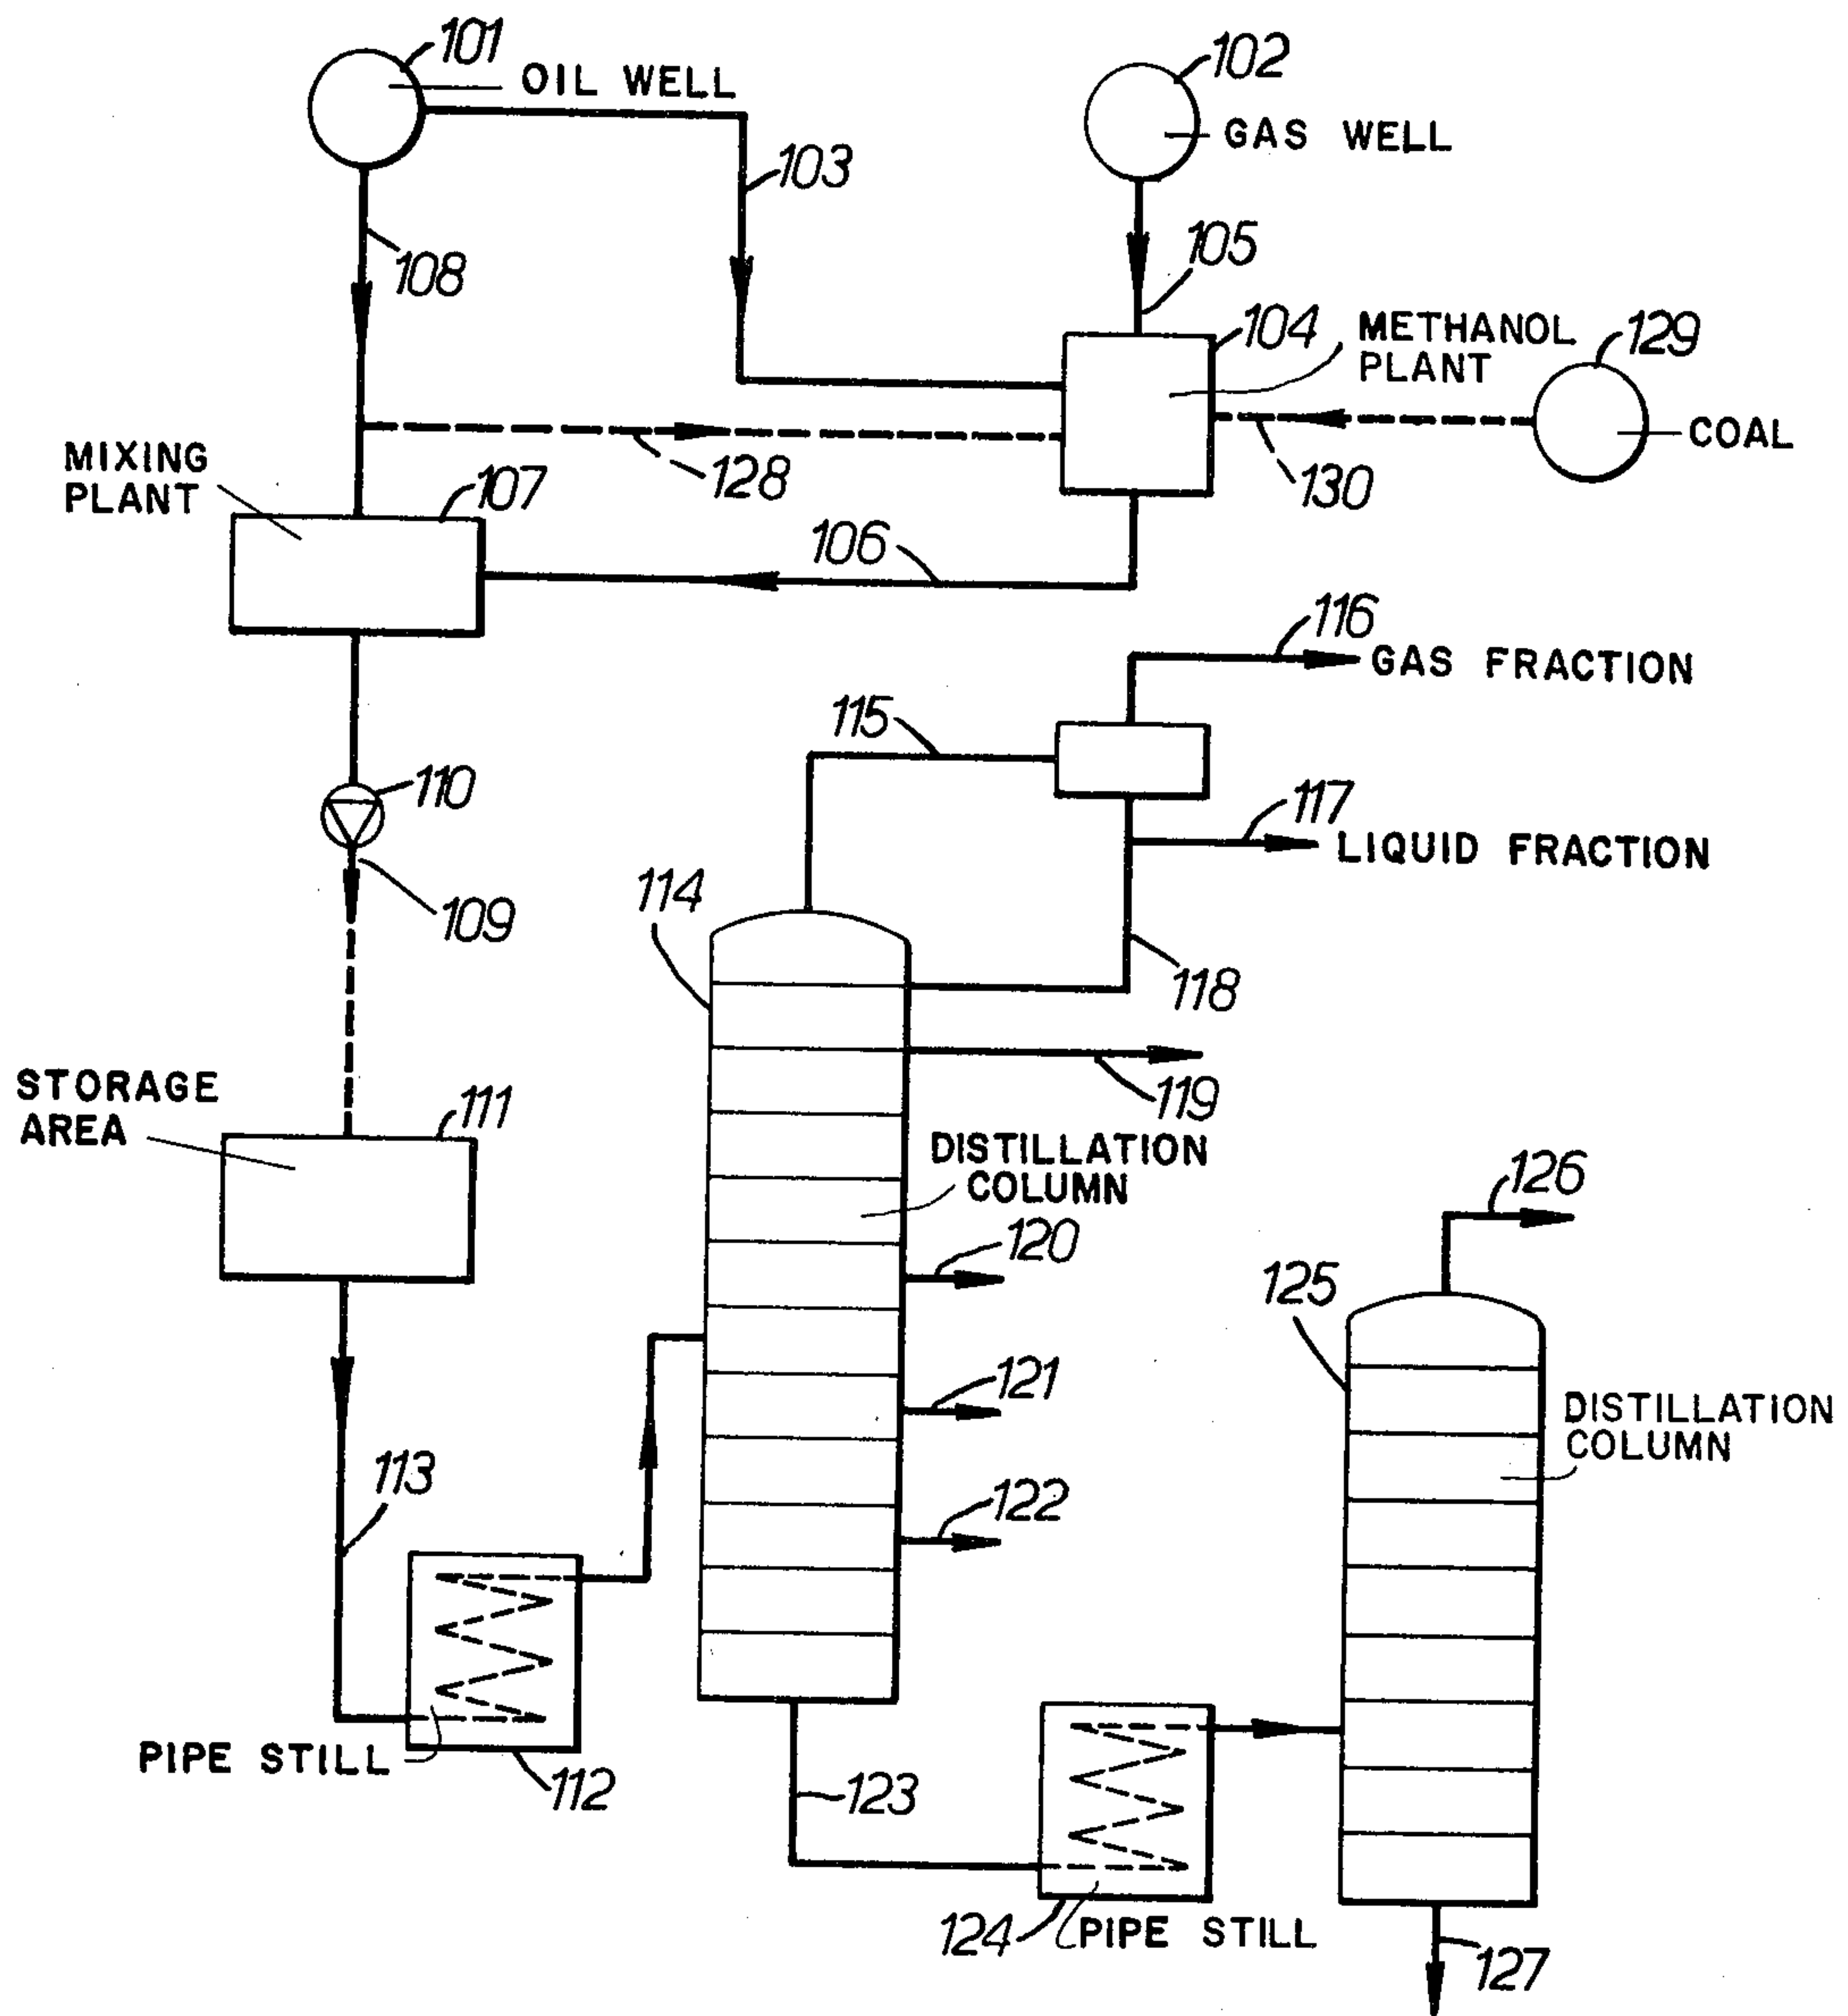 101
OIL WELL
102
GAS WELL
103
105
108
104
METHANOL
PLANT
129
COAL
128
130
MIXING
PLANT
107
106
116
GAS FRACTION
115
117
LIQUID FRACTION
110
109
114
118
119
STORAGE
AREA
111
DISTILLATION
COLUMN
120
126
125
121
DISTILLATION
COLUMN
113
122
PIPE STILL
112
123
124
PIPE STILL
127